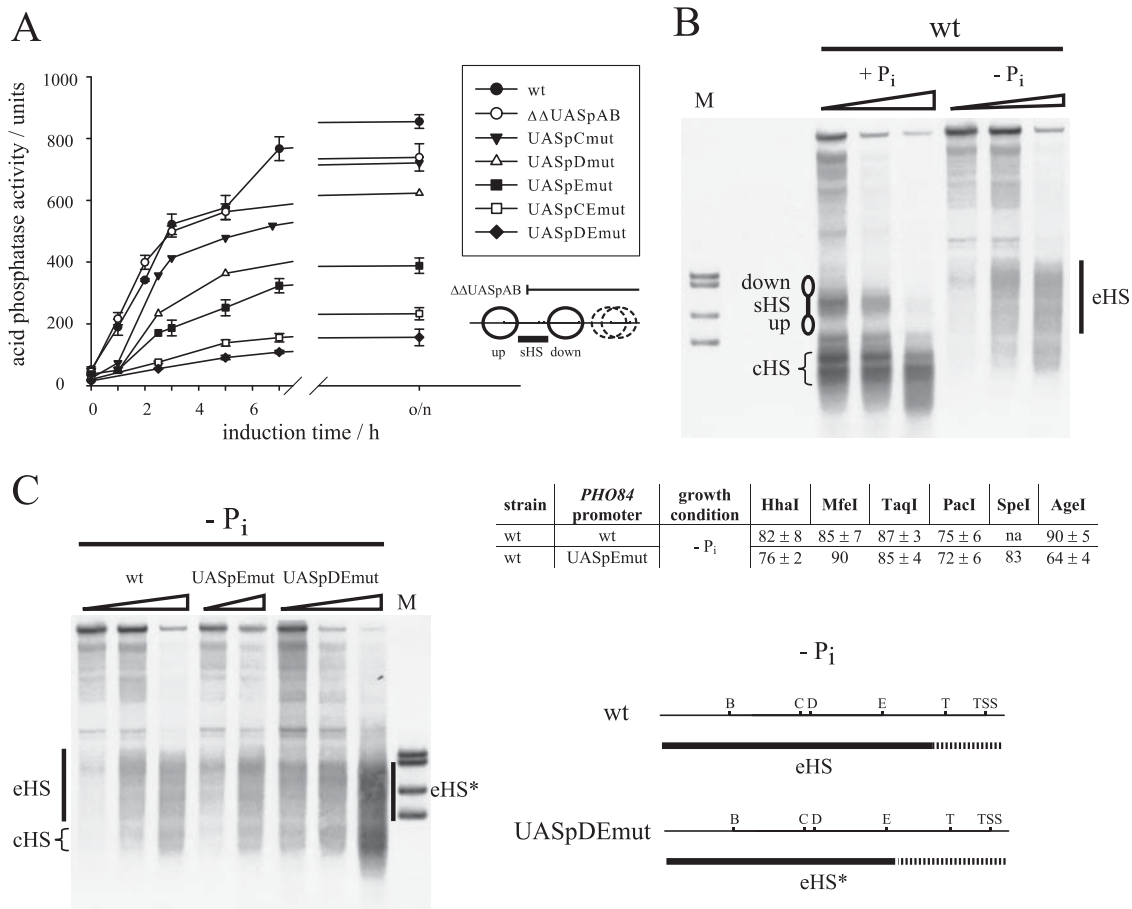 A
acid phosphatase activity / units
1000
800
600
400
200
0
0
2
4
6
o/n
induction time / h
wt
ΔΔUASpAB
UASpCmut
UASpDmut
UASpEmut
UASpCEmut
UASpDEmut
ΔΔUASpAB
up
sHS
down
B
wt
+ Pi
- Pi
M
down
sHS
up
cHS
eHS
C
- Pi
wt
UASpEmut
UASpDEmut
M
eHS
cHS
eHS*
strain PHO84 promoter growth condition HhaI MfeI TaqI PacI SpeI AgeI
wt wt - Pi 82 ± 8 85 ± 7 87 ± 3 75 ± 6 na 90 ± 5
wt UASpEmut 76 ± 2 90 85 ± 4 72 ± 6 83 64 ± 4
- Pi
wt
B C D E T TSS
eHS
UASpDEmut
B C D E T TSS
eHS*